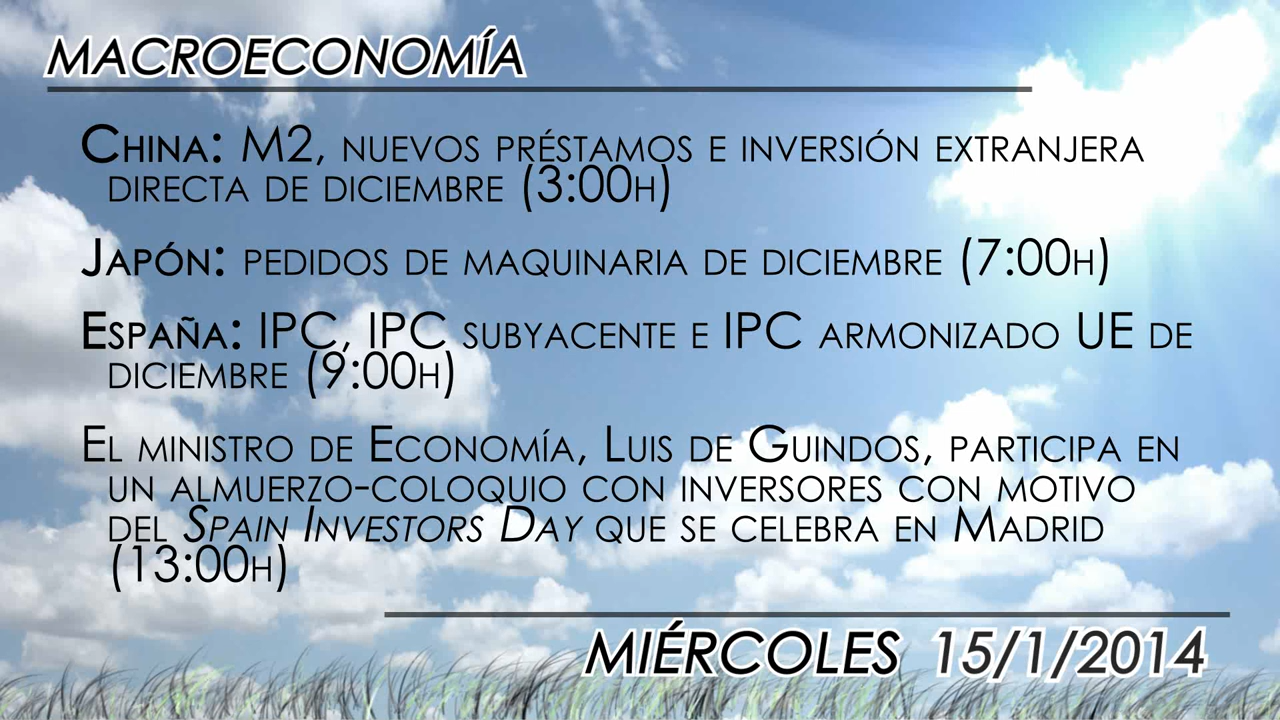 MACROECONOMÍA
CHINA: M2, NUEVOS PRÉSTAMOS E INVERSIÓN EXTRANJERA
DIRECTA DE DICIEMBRE (3:00H)
JAPÓN: PEDIDOS DE MAQUINARIA DE DICIEMBRE (7:00H)
ESPAÑA: IPC, IPC SUBYACENTE E IPC ARMONIZADO UE DE
DICIEMBRE (9:00H)
EL MINISTRO DE ECONOMÍA, LUIS DE GUINDOS, PARTICIPA EN
UN ALMUERZO-COLOQUIO CON INVERSORES CON MOTIVO
DEL SPAIN INVESTORS DAY QUE SE CELEBRA EN MADRID
(13:00H)
MIÉRCOLES 15/1/2014